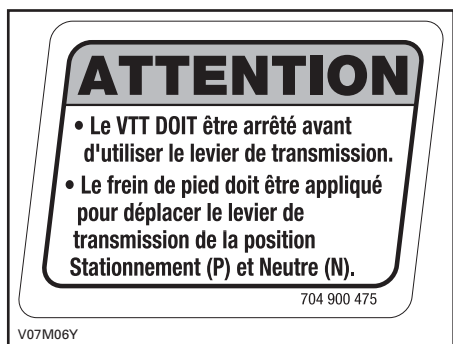 ATTENTION
• Le VTT DOIT être arrêté avant
d'utiliser le levier de transmission.
• Le frein de pied doit être appliqué
pour déplacer le levier de
transmission de la position
Stationnement (P) et Neutre (N).
704 900 475
V07M06Y